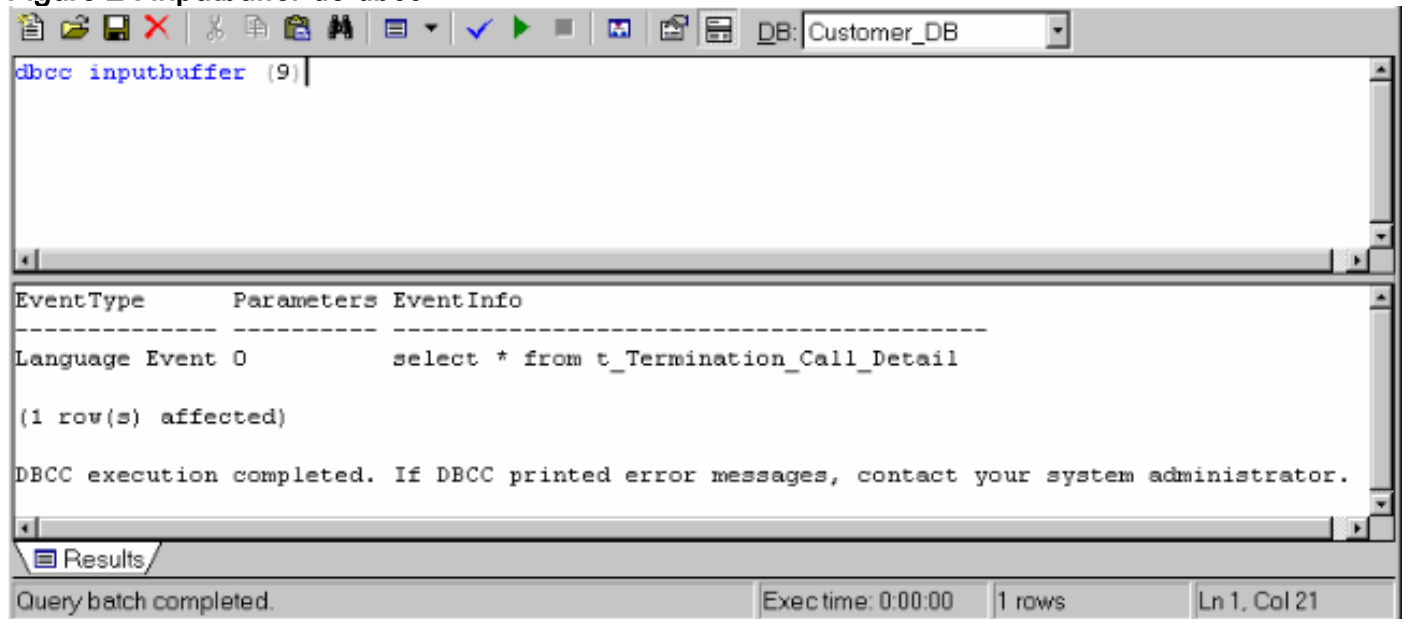 DB: Customer_DB
dbcc inputbuffer (9)
EventType Parameters EventInfo
-------------- ---------- -----------------------------------------
Language Event 0 select * from t_Termination_Call_Detail
(1 row(s) affected)
DBCC execution completed. If DBCC printed error messages, contact your system administrator.
Results
Query batch completed. Exec time: 0:00:00 1 rows Ln 1, Col 21